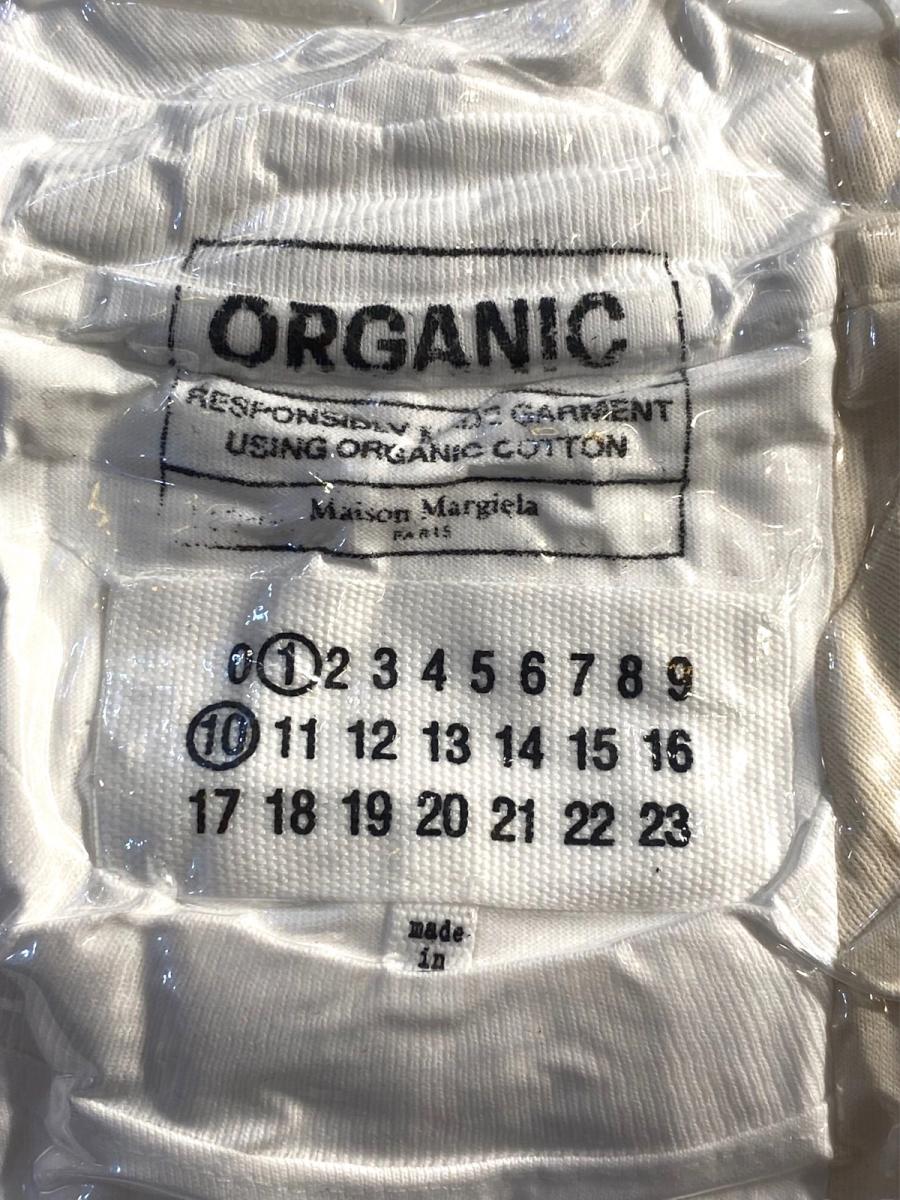 ORGANIC
RESPONSIBLY MADE GARMENT
USING ORGANIC COTTON
Maison Margiela
PARIS
0 1 2 3 4 5 6 7 8 9
10 11 12 13 14 15 16
17 18 19 20 21 22 23
made
in